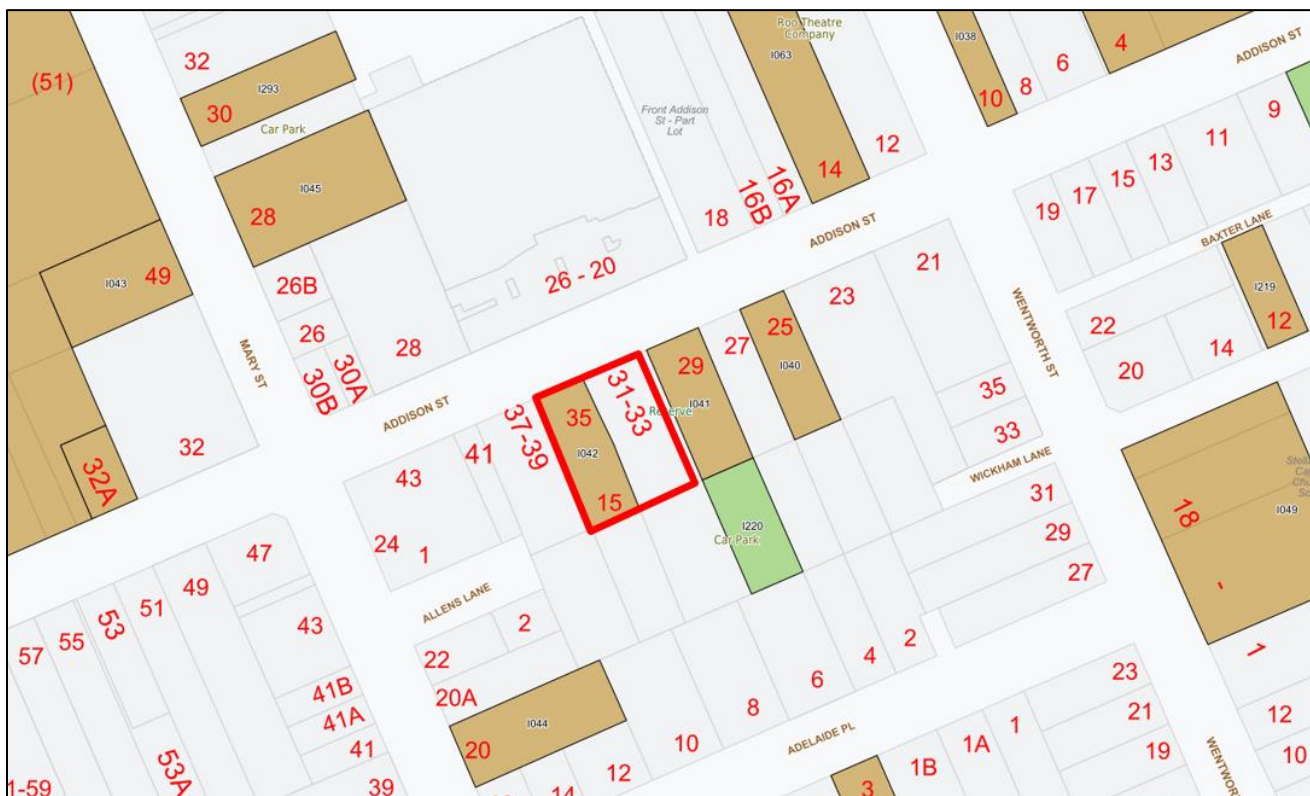 Roo Theatre
Company
(51)
32
I293
30
Car Park
I063
I038
4
ADDISON ST
6
8
10
9
Front Addison
St - Part
Lot
11
12
14
16A
16B
18
13
15
17
19
I045
28
ADDISON ST
BAXTER LANE
I043
49
26B
26 - 20
21
23
WENTWORTH ST
I219
12
26
28
25
27
22
14
20
MARY ST
30A
30B
29
I040
31-33
Reserve
I041
35
33
ADDISON ST
37-39
35
I042
15
32
32A
41
43
WICKHAM LANE
31
I220
Car Park
18
I049
29
24
1
27
47
49
51
53
55
57
ALLENS LANE
2
43
22
2
4
6
8
1
41B
20A
23
41A
I044
20
10
1
12
21
1A
41
53A
ADELAIDE PL
12
1B
19
10
39
14
3